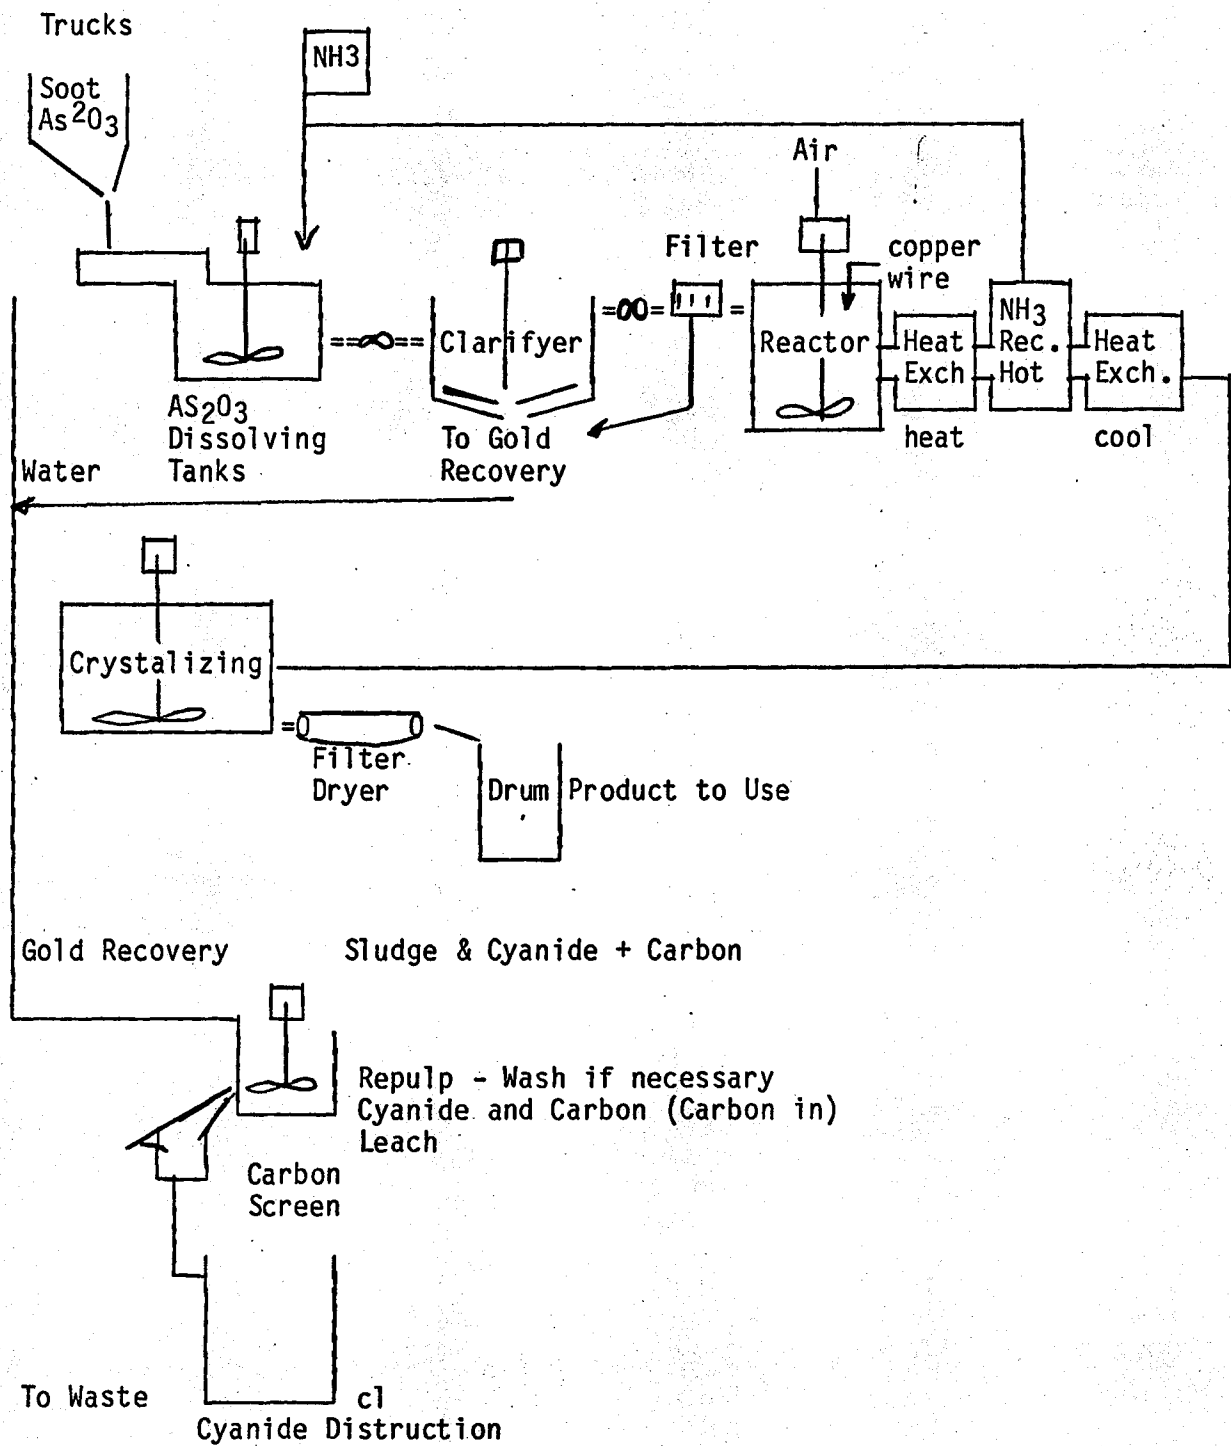 Trucks
NH3
Soot
As2O3
Air
Filter
copper
wire
Clarifyer
Reactor
Heat
Exch
heat
NH3
Rec.
Hot
Heat
Exch.
cool
AS2O3
Dissolving
Tanks
To Gold
Recovery
Water
Crystalizing
Filter
Dryer
Drum
Product to Use
Gold Recovery
Sludge & Cyanide + Carbon
Repulp - Wash if necessary
Cyanide and Carbon (Carbon in)
Leach
Carbon
Screen
To Waste
cl
Cyanide Distruction